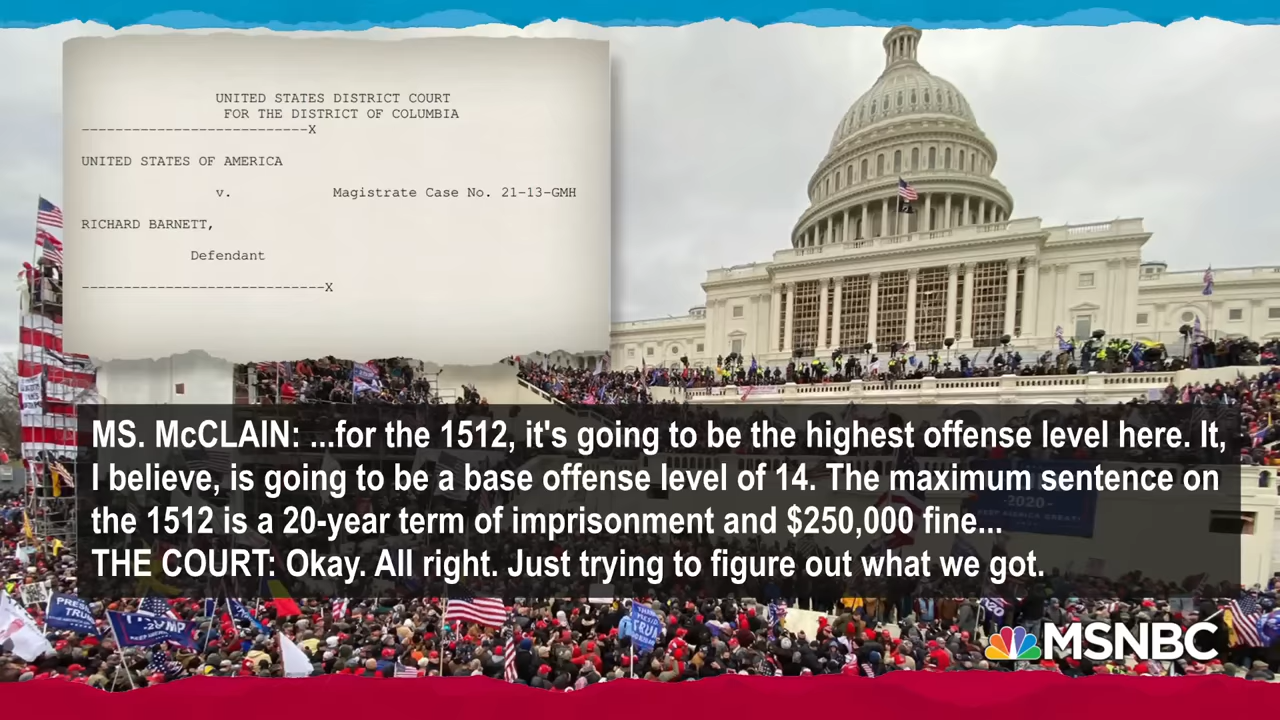 UNITED STATES DISTRICT COURT
FOR THE DISTRICT OF COLUMBIA
---------------------------X
UNITED STATES OF AMERICA
v. Magistrate Case No. 21-13-GMH
RICHARD BARNETT,
Defendant
-----------------------------X
MS. McCLAIN: ...for the 1512, it's going to be the highest offense level here. It,
I believe, is going to be a base offense level of 14. The maximum sentence on
the 1512 is a 20-year term of imprisonment and $250,000 fine...
THE COURT: Okay. All right. Just trying to figure out what we got.
-2020-
TRUMP
MSNBC